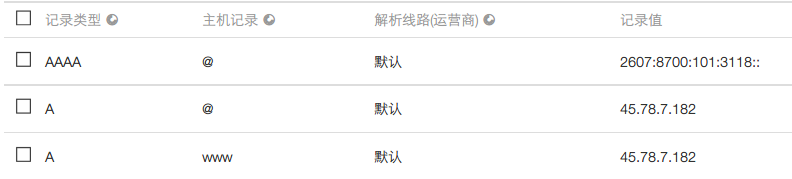 记录类型 主机记录 解析线路(运营商) 记录值
AAAA @ 默认 2607:8700:101:3118::
A @ 默认 45.78.7.182
A www 默认 45.78.7.182